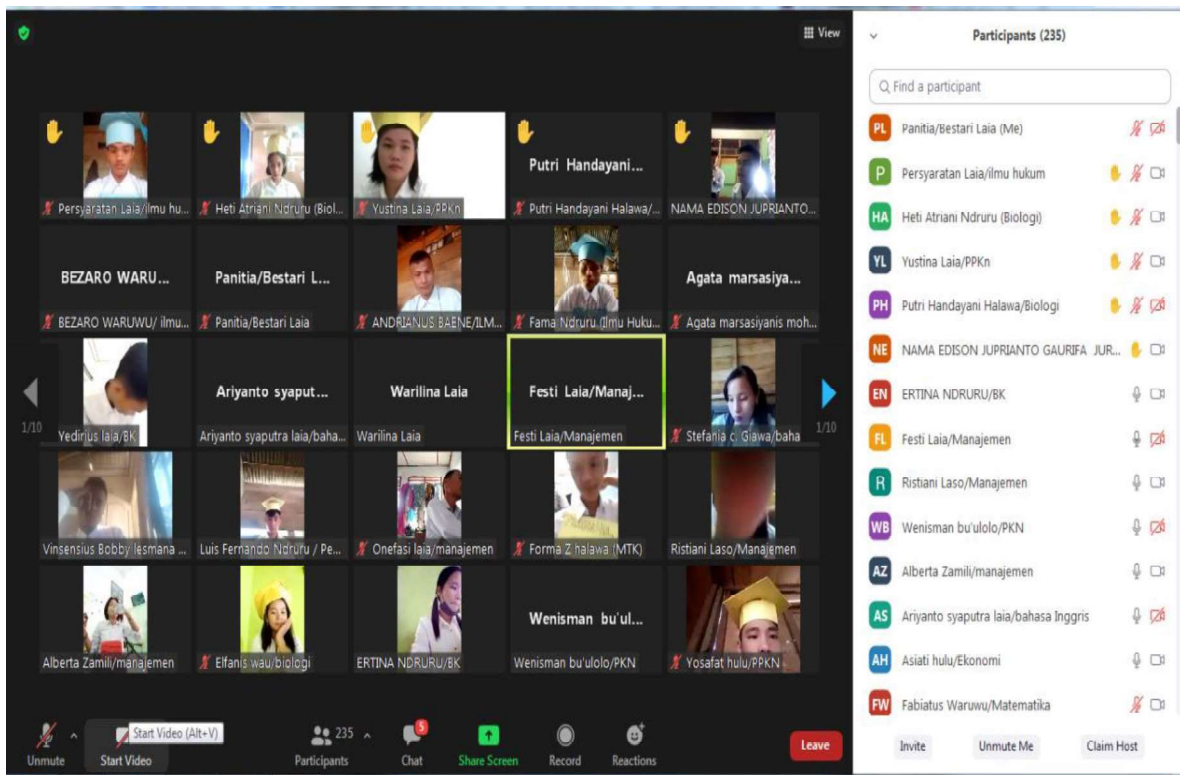 View
Persyaratan Laia/ilmu hu...
Heti Atriani Ndruru (Biol...
Yustina Laia/PPKn
Putri Handayani...
Putri Handayani Halawa/...
NAMA EDISON JUPRIANTO...
BEZARO WARU...
BEZARO WARUWU/ ilmu...
Panitia/Bestari L...
Panitia/Bestari Laia
ANDRIANUS BAENE/ILM...
Fama Ndruru (Ilmu Huku...
Agata marsasiya...
Agata marsasiyanis moh...
1/10
Yedirius laia/BK
Ariyanto syaput...
Ariyanto syaputra laia/baha...
Warilina Laia
Warilina Laia
Festi Laia/Manaj...
Festi Laia/Manajemen
Stefania c. Giawa/baha
1/10
Vinsensius Bobby lesmana ...
Luis Fernando Ndruru / Pe...
Onefasi laia/manajemen
Forma Z halawa (MTK)
Ristiani Laso/Manajemen
Alberta Zamili/manajemen
Elfanis wau/biologi
ERTINA NDRURU/BK
Wenisman bu'ul...
Wenisman bu'ulolo/PKN
Yosafat hulu/PPKN
Start Video (Alt+V)
Unmute
Start Video
235
Participants
5
Chat
Share Screen
Record
Reactions
Leave
Participants (235)
Find a participant
PL Panitia/Bestari Laia (Me)
P Persyaratan Laia/ilmu hukum
HA Heti Atriani Ndruru (Biologi)
YL Yustina Laia/PPKn
PH Putri Handayani Halawa/Biologi
NE NAMA EDISON JUPRIANTO GAURIFA JUR...
EN ERTINA NDRURU/BK
FL Festi Laia/Manajemen
R Ristiani Laso/Manajemen
WB Wenisman bu'ulolo/PKN
AZ Alberta Zamili/manajemen
AS Ariyanto syaputra laia/bahasa Inggris
AH Asiati hulu/Ekonomi
FW Fabiatus Waruwu/Matematika
Invite
Unmute Me
Claim Host